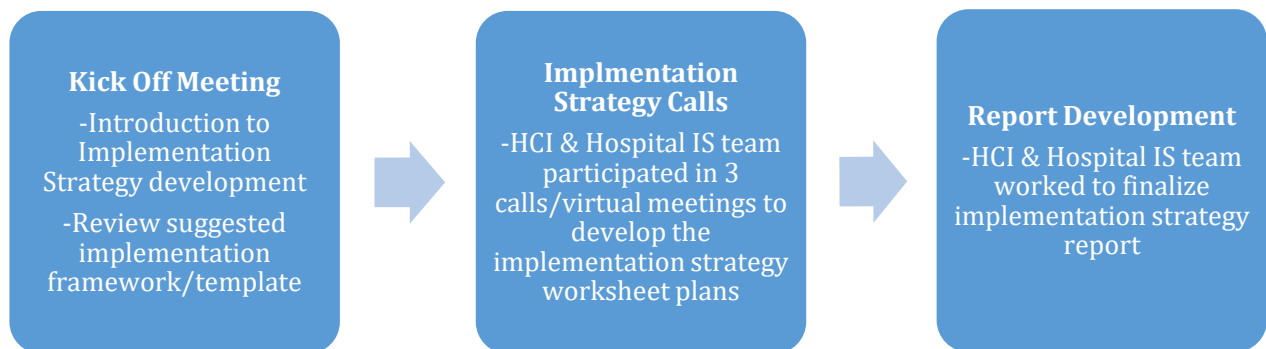 Kick Off Meeting
-Introduction to
Implementation
Strategy development
-Review suggested
implementation
framework/template
Implmentation
Strategy Calls
-HCI & Hospital IS team
participated in 3
calls/virtual meetings to
develop the
implementation strategy
worksheet plans
Report Development
-HCI & Hospital IS team
worked to finalize
implementation strategy
report